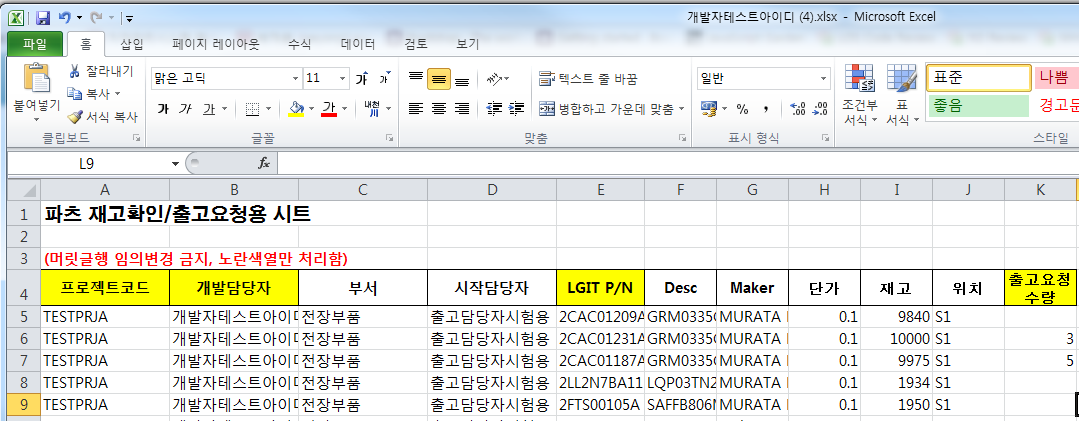 개발자테스트아이디 (4).xlsx - Microsoft Excel
파일 홈 삽입 페이지 레이아웃 수식 데이터 검토 보기
붙여넣기 잘라내기 복사 서식 복사 클립보드
맑은 고딕 11 가 가
가 가 가 가 내천 글꼴
텍스트 줄 바꿈
병합하고 가운데 맞춤 맞춤
일반
% , .0 .00 .00 .0 표시 형식
조건부 서식 표 서식
표준 나쁨
좋음 경고문
스타일
L9 fx
A B C D E F G H I J K
1 파츠 재고확인/출고요청용 시트
2
3 (머릿글행 임의변경 금지, 노란색열만 처리함)
4 프로젝트코드 개발담당자 부서 시작담당자 LGIT P/N Desc Maker 단가 재고 위치 출고요청 수량
5 TESTPRJA 개발자테스트아이디 전장부품 출고담당자시험용 2CAC01209A GRM0335C MURATA 0.1 9840 S1
6 TESTPRJA 개발자테스트아이디 전장부품 출고담당자시험용 2CAC01231A GRM0335C MURATA 0.1 10000 S1 3
7 TESTPRJA 개발자테스트아이디 전장부품 출고담당자시험용 2CAC01187A GRM0335C MURATA 0.1 9975 S1 5
8 TESTPRJA 개발자테스트아이디 전장부품 출고담당자시험용 2LL2N7BA11 LQP03TN2 MURATA 0.1 1934 S1
9 TESTPRJA 개발자테스트아이디 전장부품 출고담당자시험용 2FTS00105A SAFFB806M MURATA 0.1 1950 S1